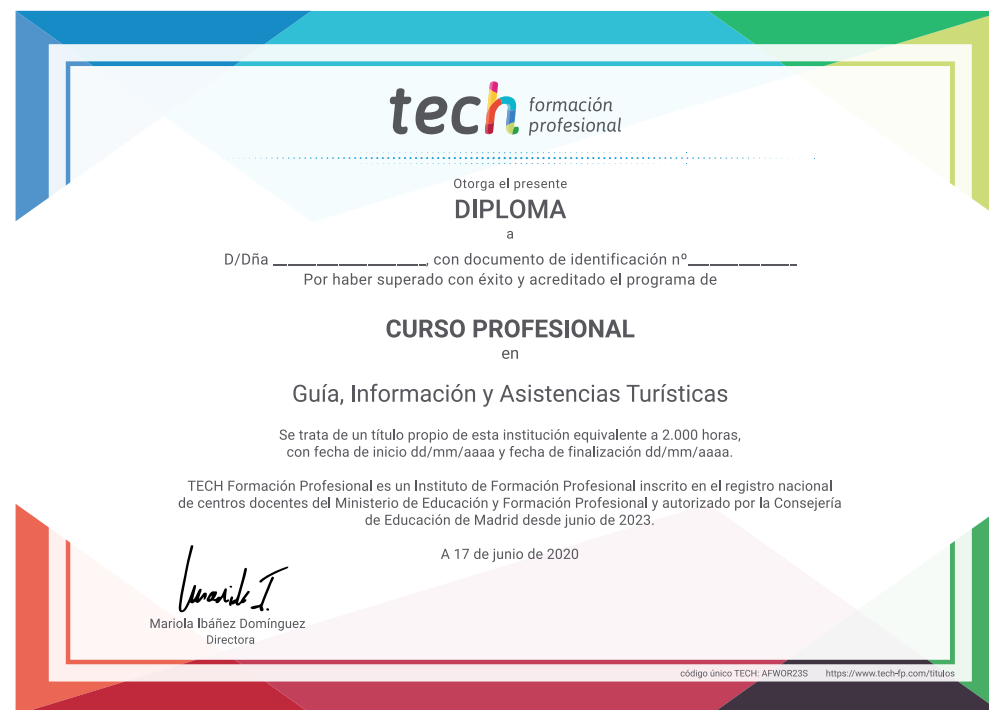 tech formación
profesional
Otorga el presente
DIPLOMA
a
D/Dña ____________________, con documento de identificación nº______________
Por haber superado con éxito y acreditado el programa de
CURSO PROFESIONAL
en
Guía, Información y Asistencias Turísticas
Se trata de un título propio de esta institución equivalente a 2.000 horas,
con fecha de inicio dd/mm/aaaa y fecha de finalización dd/mm/aaaa.
TECH Formación Profesional es un Instituto de Formación Profesional inscrito en el registro nacional
de centros docentes del Ministerio de Educación y Formación Profesional y autorizado por la Consejería
de Educación de Madrid desde junio de 2023.
A 17 de junio de 2020
Mariola Ibáñez Domínguez
Directora
código único TECH: AFWOR23S https://www.tech-fp.com/titulos